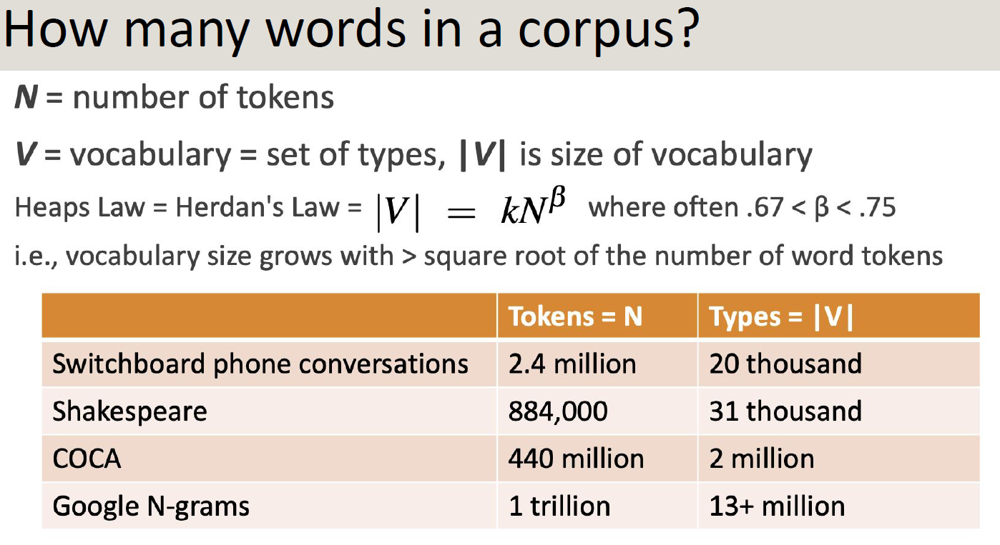 How many words in a corpus?
N = number of tokens
V = vocabulary = set of types, |V| is size of vocabulary
Heaps Law = Herdan's Law = |V| = kN^β where often .67 < β < .75
i.e., vocabulary size grows with > square root of the number of word tokens
Tokens = N Types = |V|
Switchboard phone conversations 2.4 million 20 thousand
Shakespeare 884,000 31 thousand
COCA 440 million 2 million
Google N-grams 1 trillion 13+ million